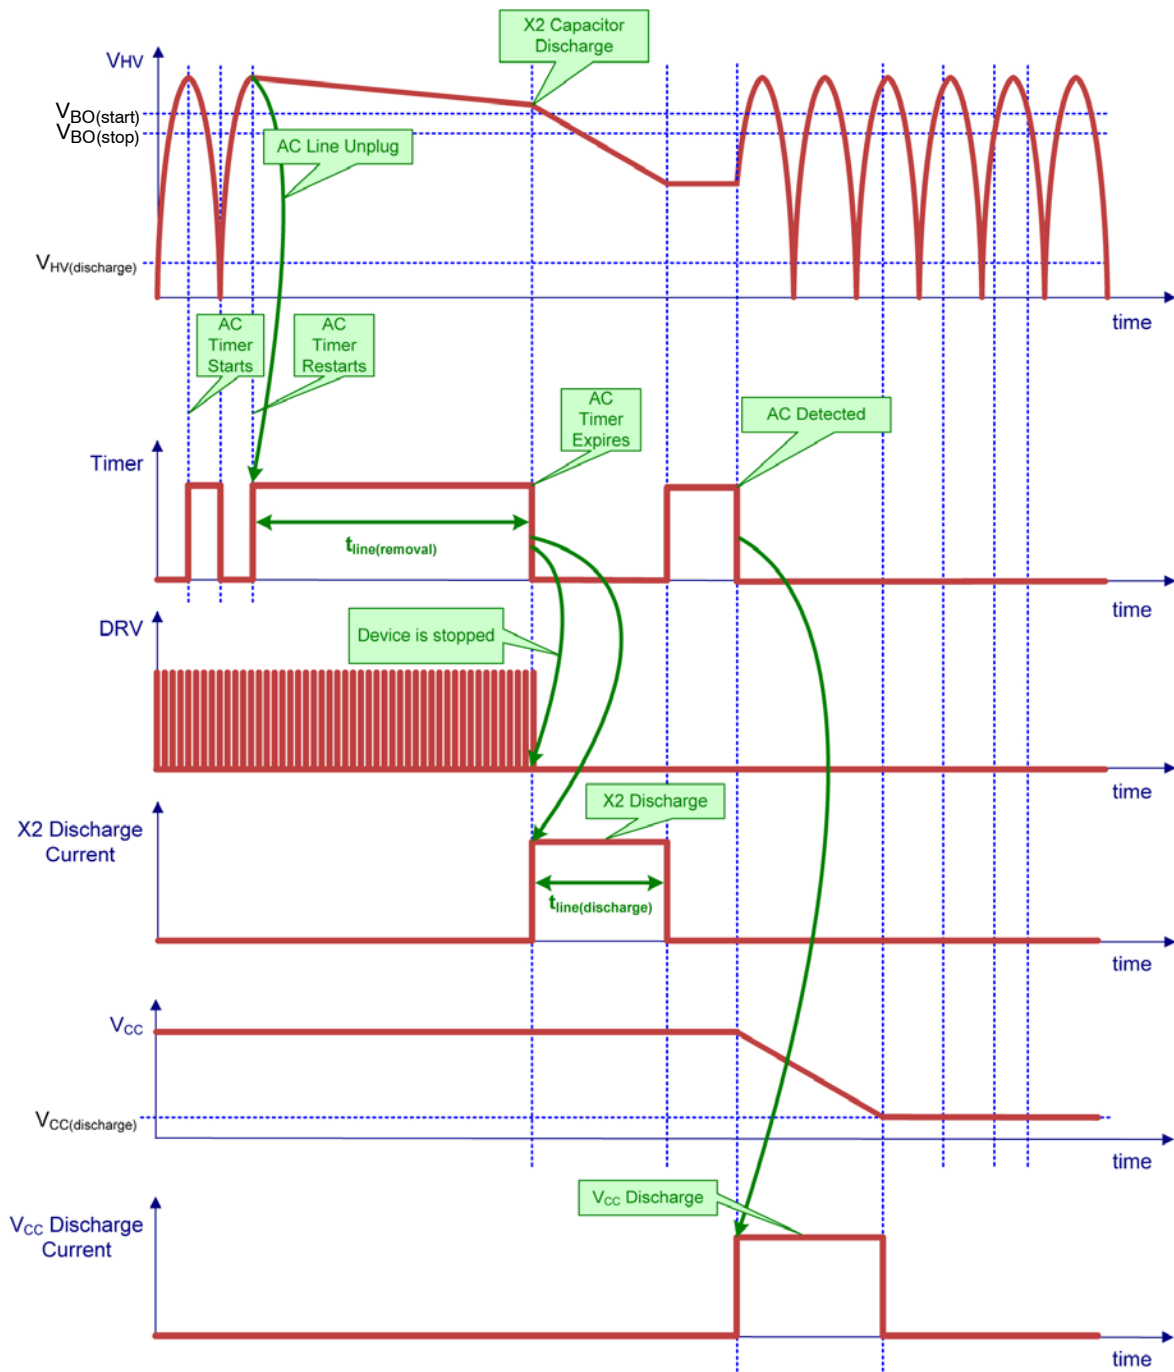 X2 Capacitor
Discharge
VHV
VBO(start)
VBO(stop)
AC Line Unplug
VHV(discharge)
time
AC
Timer
Starts
AC
Timer
Restarts
AC
Timer
Expires
AC Detected
Timer
tline(removal)
time
DRV
Device is stopped
time
X2 Discharge
X2 Discharge
Current
tline(discharge)
time
VCC
VCC(discharge)
time
VCC Discharge
VCC Discharge
Current
time